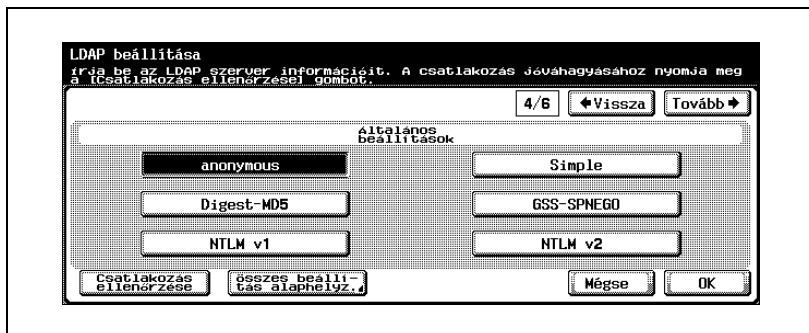 LDAP beállítása
írja be az LDAP szerver információit. A csatlakozás jóváhagyásához nyomja meg
a [Csatlakozás ellenőrzése] gombot.
4/6 ←Vissza Tovább→
Általános
beállítások
anonymous Simple
Digest-MD5 GSS-SPNEGO
NTLM v1 NTLM v2
Csatlakozás
ellenőrzése
összes beállí-
tás alaphelyz.
Mégse OK